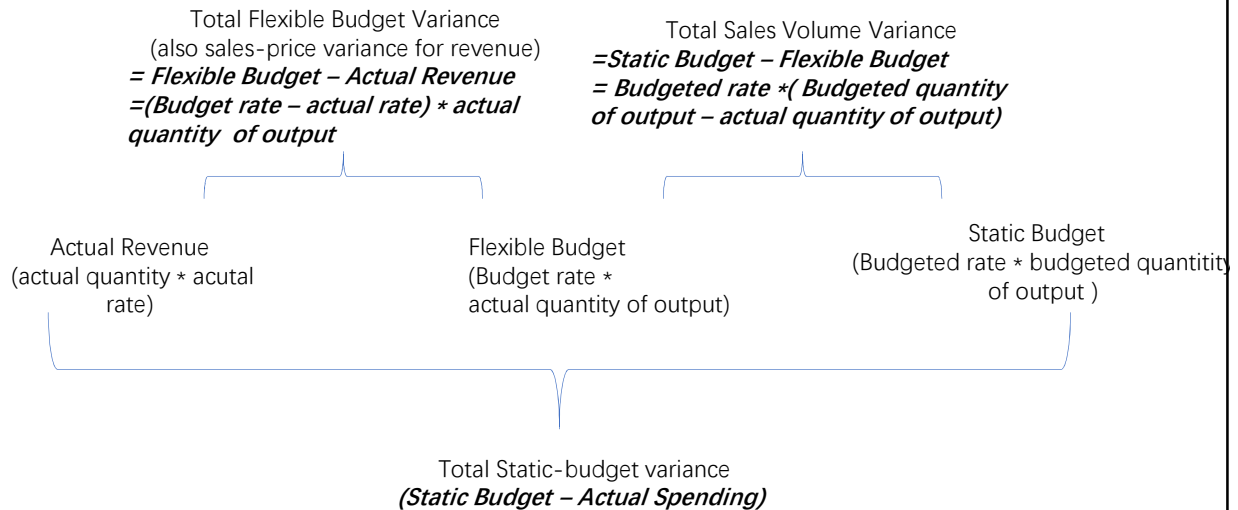 Total Flexible Budget Variance
(also sales-price variance for revenue)
= Flexible Budget – Actual Revenue
=(Budget rate – actual rate) * actual
quantity of output
Total Sales Volume Variance
=Static Budget – Flexible Budget
= Budgeted rate *( Budgeted quantity
of output – actual quantity of output)
Actual Revenue
(actual quantity * acutal
rate)
Flexible Budget
(Budget rate *
actual quantity of output)
Static Budget
(Budgeted rate * budgeted quantitity
of output )
Total Static-budget variance
(Static Budget – Actual Spending)